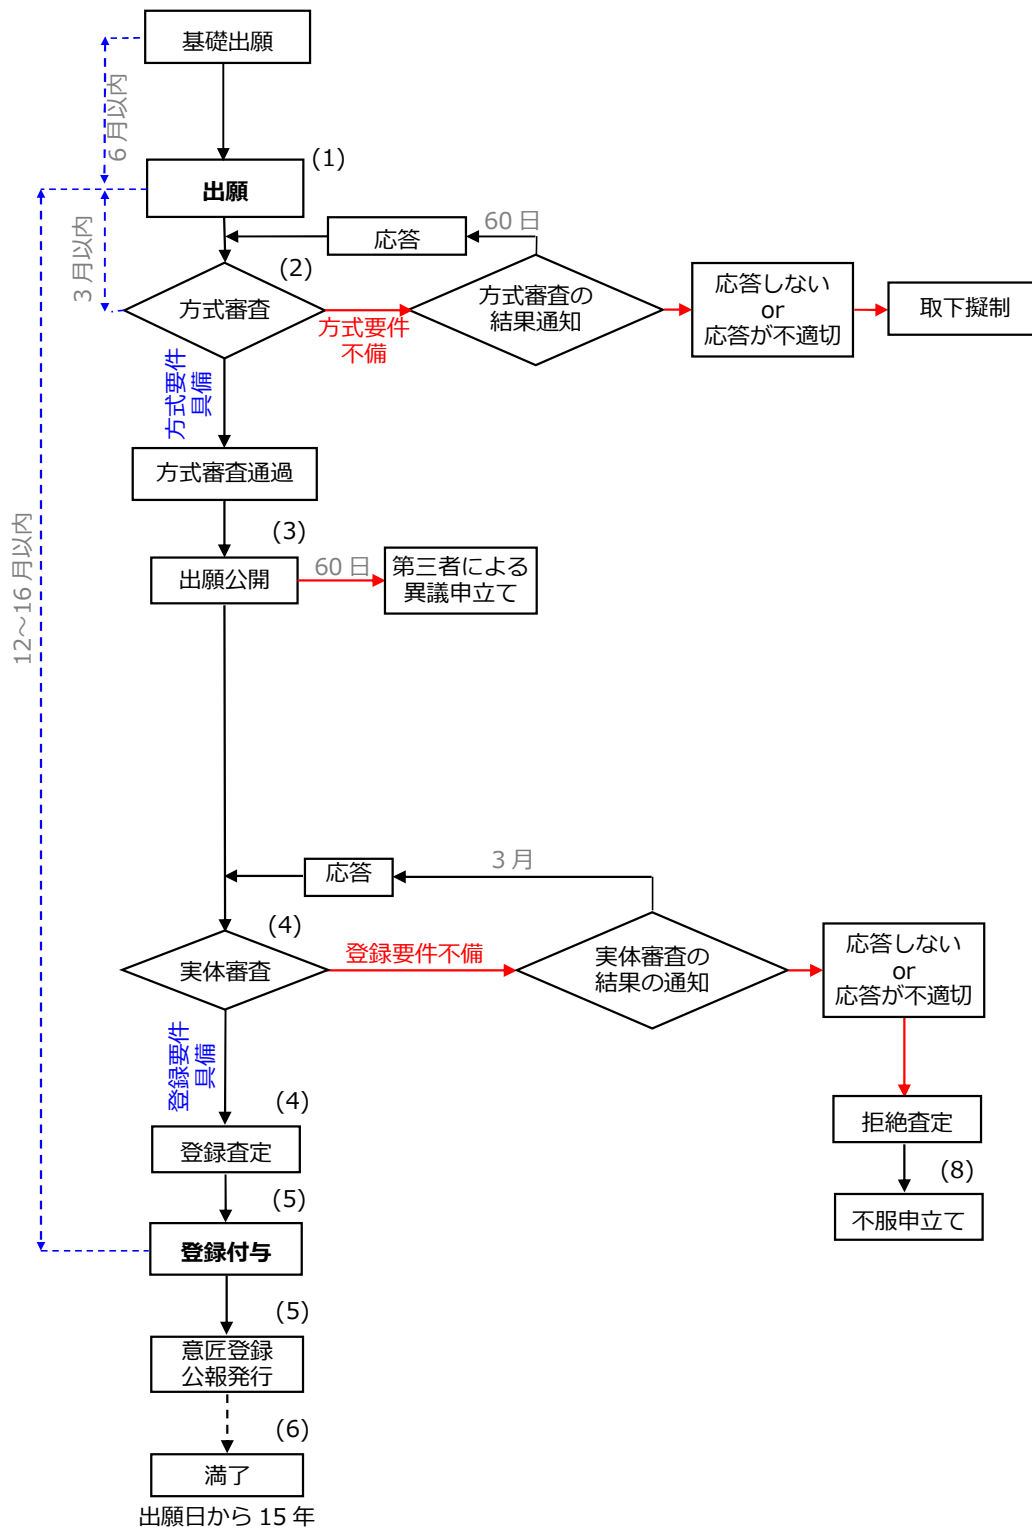 基礎出願
6月以内
(1)
出願
3月以内
応答
60日
(2)
方式審査
方式要件
不備
方式審査の
結果通知
応答しない
or
応答が不適切
取下擬制
方式要件
具備
方式審査通過
(3)
出願公開
60日
第三者による
異議申立て
12～16月以内
応答
3月
(4)
実体審査
登録要件不備
実体審査の
結果の通知
応答しない
or
応答が不適切
登録要件
具備
(4)
登録査定
拒絶査定
(8)
不服申立て
(5)
登録付与
(5)
意匠登録
公報発行
(6)
満了
出願日から15年